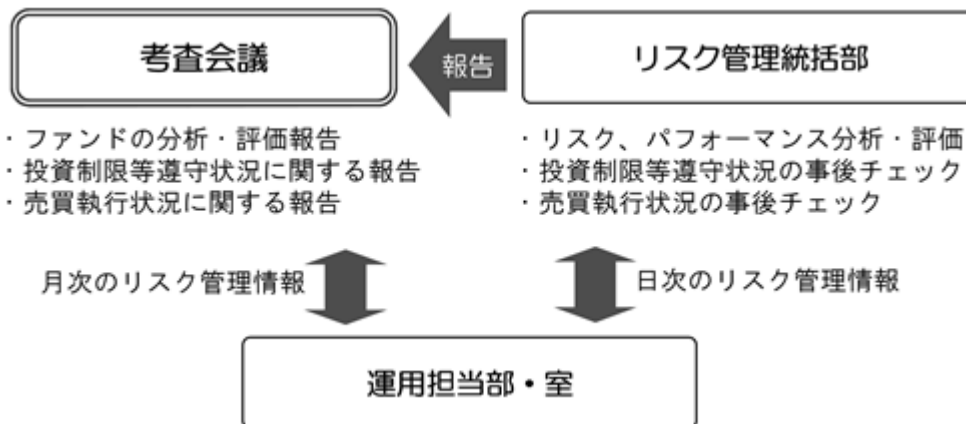 考査会議
報告
リスク管理統括部
・ファンドの分析・評価報告
・投資制限等遵守状況に関する報告
・売買執行状況に関する報告
・リスク、パフォーマンス分析・評価
・投資制限等遵守状況の事後チェック
・売買執行状況の事後チェック
月次のリスク管理情報
日次のリスク管理情報
運用担当部・室